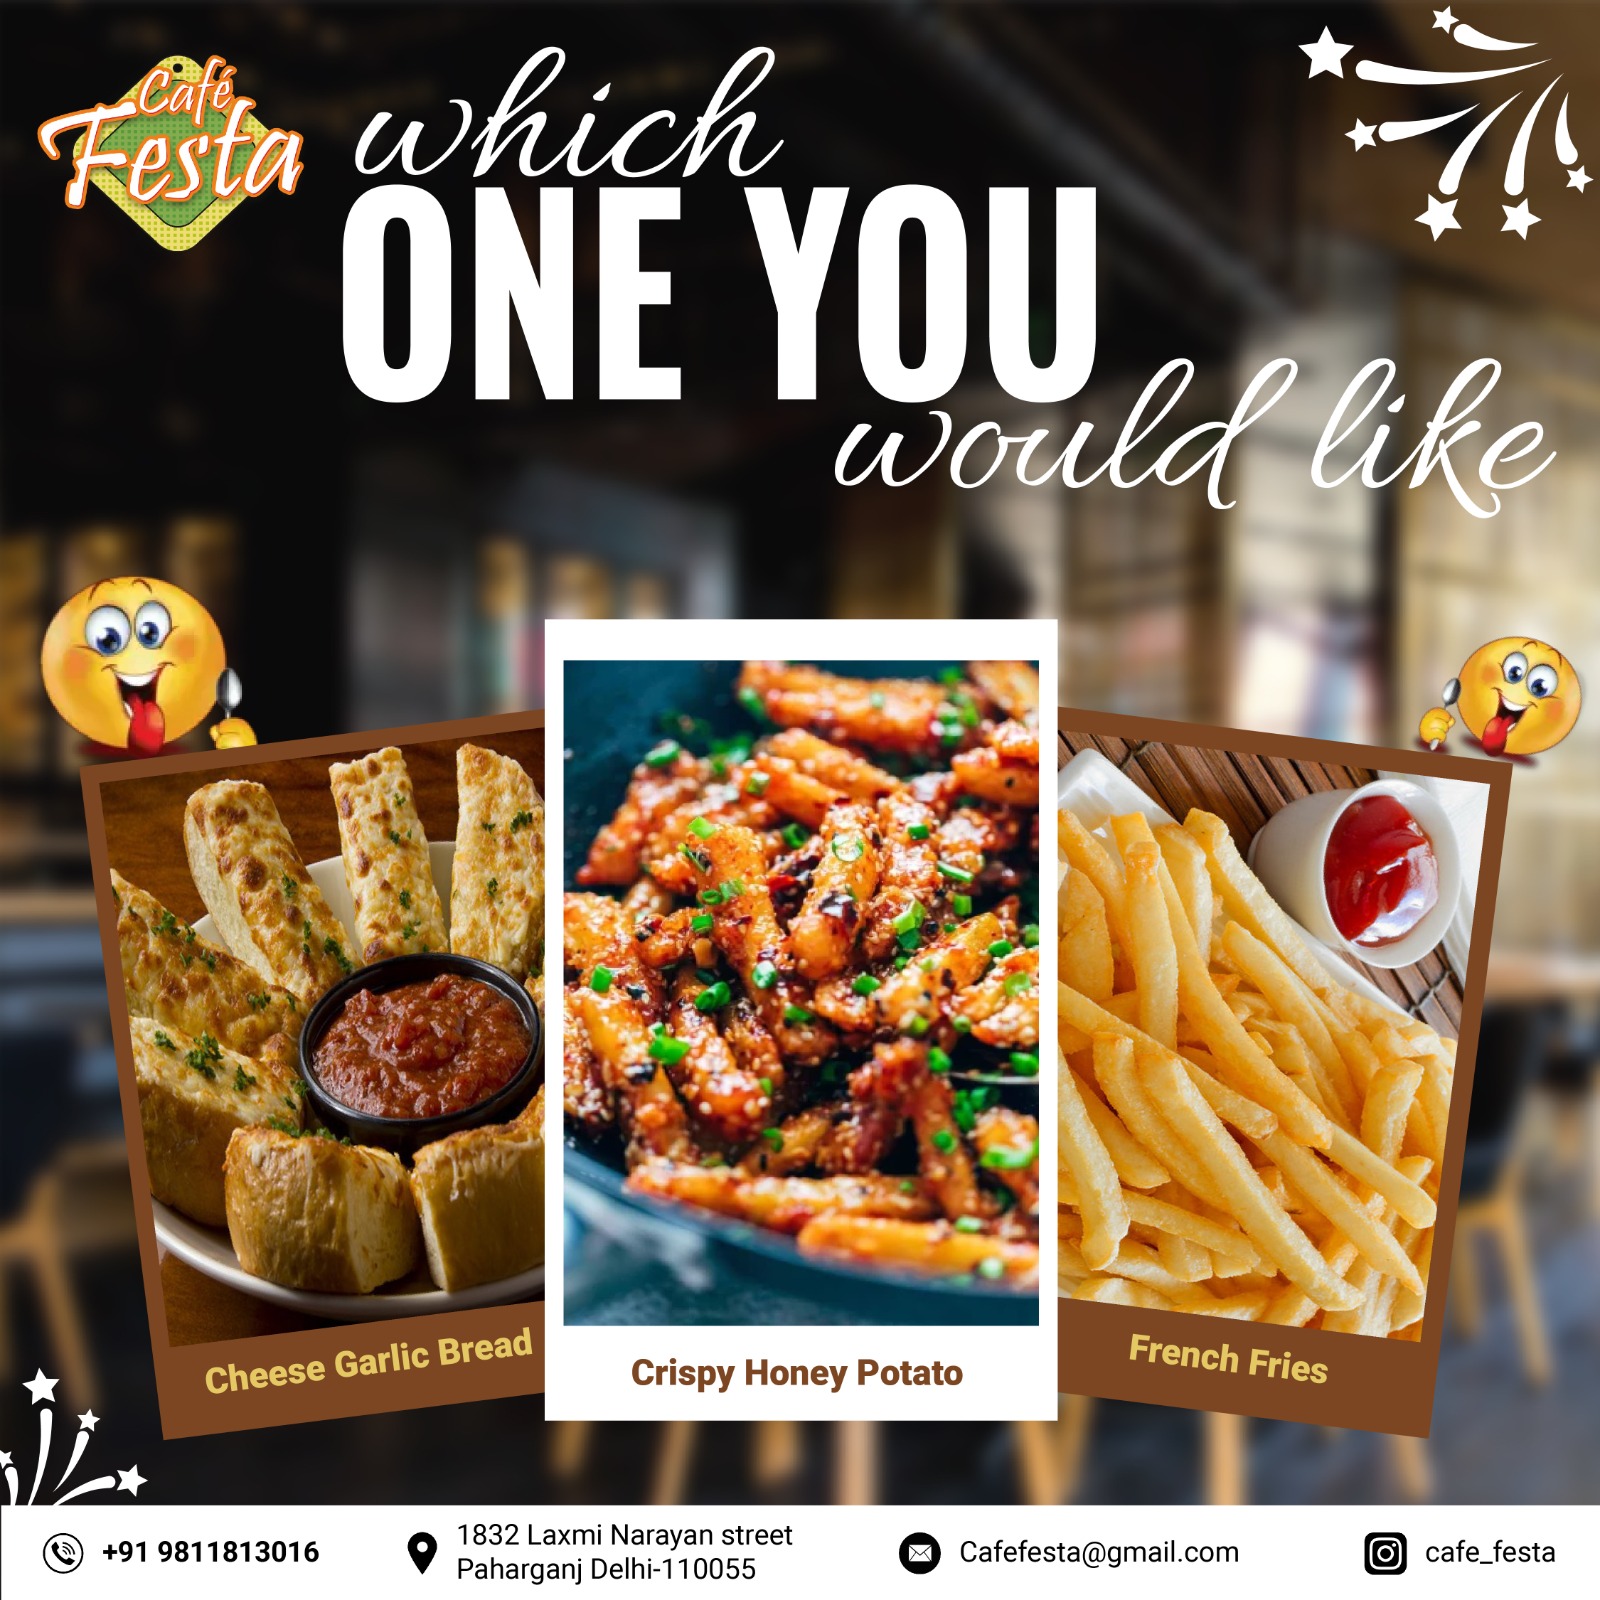 Café
Festa
which
ONE YOU
would like
Cheese Garlic Bread
Crispy Honey Potato
French Fries
+91 9811813016
1832 Laxmi Narayan street
Paharganj Delhi-110055
Cafefesta@gmail.com
cafe_festa